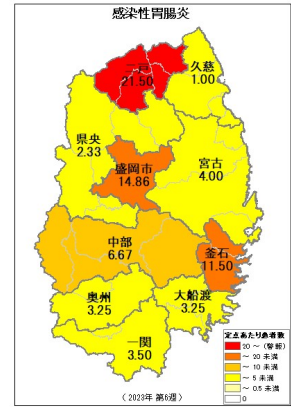 感染性胃腸炎
二戸
21.50
久慈
1.00
県央
2.33
盛岡市
14.86
宮古
4.00
中部
6.67
釜石
11.50
奥州
3.25
大船渡
3.25
一関
3.50
定点あたり患者数
20 ～ (警報)
～ 20 未満
～ 10 未満
～ 5 未満
～ 0.5 未満
0
(2023年 第6週)